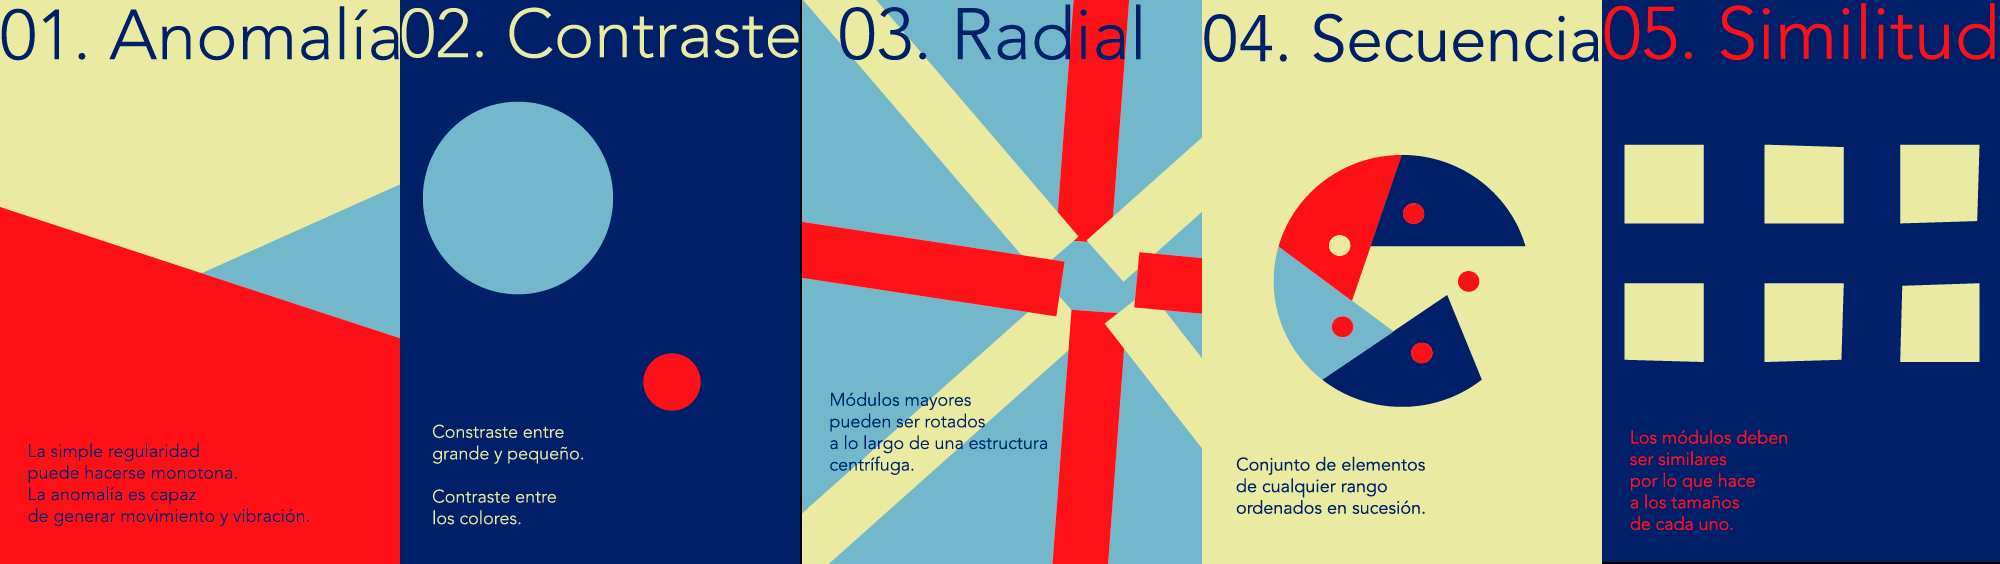 01. Anomalía
La simple regularidad
puede hacerse monotona.
La anomalía es capaz
de generar movimiento y vibración.
02. Contraste
Constraste entre
grande y pequeño.
Contraste entre
los colores.
03. Radial
Módulos mayores
pueden ser rotados
a lo largo de una estructura
centrífuga.
04. Secuencia
Conjunto de elementos
de cualquier rango
ordenados en sucesión.
05. Similitud
Los módulos deben
ser similares
por lo que hace
a los tamaños
de cada uno.